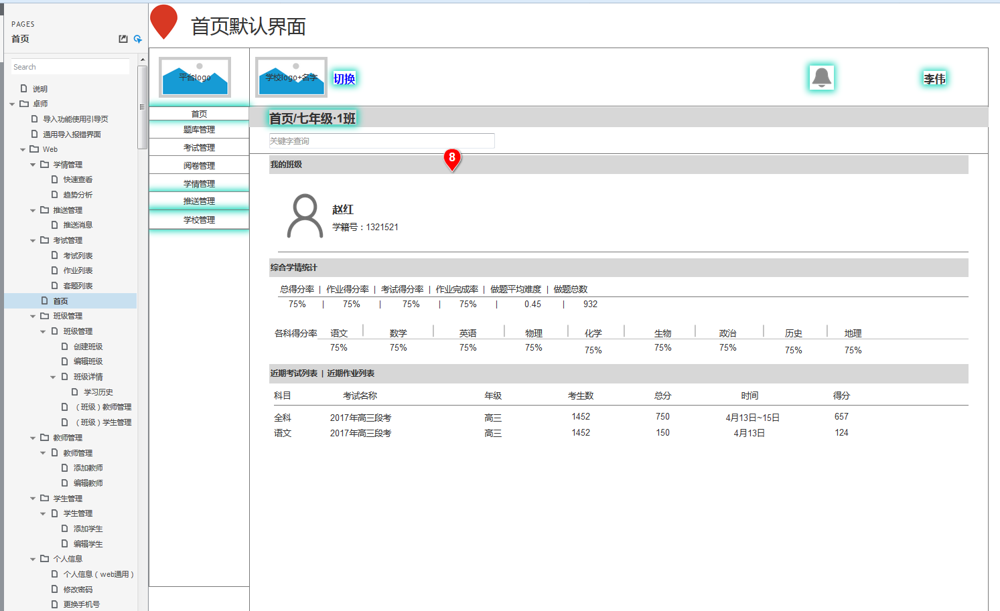 PAGES
首页
Search
说明
卓师
导入功能使用引导页
通用导入报错界面
Web
学情管理
快速查看
趋势分析
推送管理
推送消息
考试管理
考试列表
作业列表
套题列表
首页
班级管理
班级管理
创建班级
编辑班级
班级详情
学习历史
（班级）教师管理
（班级）学生管理
教师管理
教师管理
添加教师
编辑教师
学生管理
学生管理
添加学生
编辑学生
个人信息
个人信息（web通用）
修改密码
更换手机号
首页默认界面
平台logo
学校logo+名字
切换
李伟
首页
题库管理
考试管理
阅卷管理
学情管理
推送管理
学校管理
首页/七年级·1班
关键字查询
8
我的班级
赵红
学籍号：1321521
综合学情统计
总得分率 | 作业得分率 | 考试得分率 | 作业完成率 | 做题平均难度 | 做题总数
75% | 75% | 75% | 75% | 0.45 | 932
各科得分率 语文 数学 英语 物理 化学 生物 政治 历史 地理
75% 75% 75% 75% 75% 75% 75% 75% 75%
近期考试列表 | 近期作业列表
科目 考试名称 年级 考生数 总分 时间 得分
全科 2017年高三段考 高三 1452 750 4月13日~15日 657
语文 2017年高三段考 高三 1452 150 4月13日 124